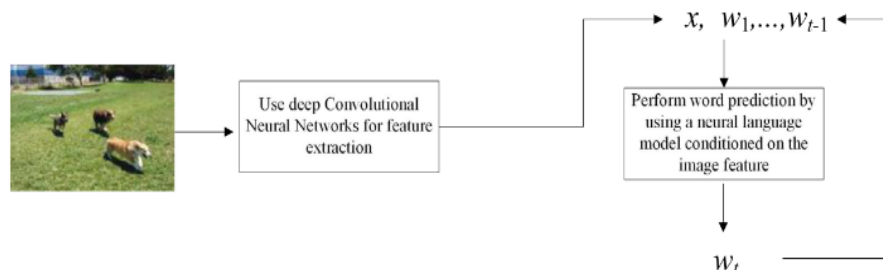 x, w1,...,wt-1
Use deep Convolutional
Neural Networks for feature
extraction
Perform word prediction by
using a neural language
model conditioned on the
image feature
wt